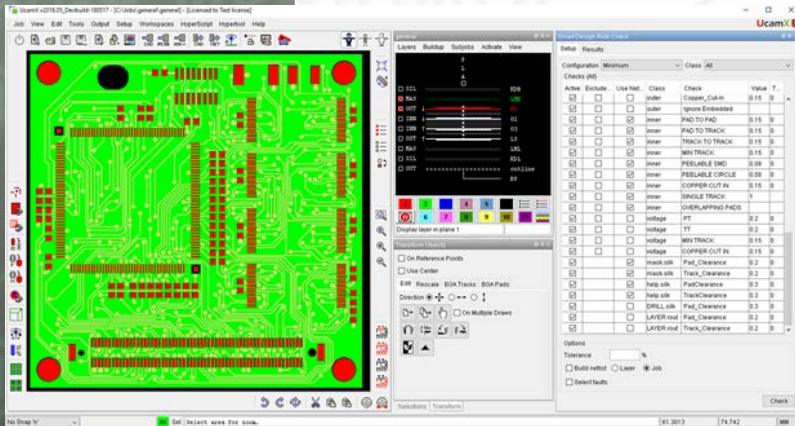 UcamX v2018.05_Devbuild-180517 - [C:\Jobs\general\general] - [Licensed to Test license]
Job View Edit Tools Output Setup Workspaces HyperScript Hypertool Help
UcamX
general
Layers Buildup Subjobs Activate View
Display layer in plane 1
Transform Objects
On Reference Points
Use Center
Edit Rescale BGA Tracks BGA Pads
Direction
On Multiple Draws
Selections Transform
Smart Design Rule Check
Setup Results
Configuration Minimum Class All
Checks (All)
Active Exclude... Use Net... Class Check Value T...
outer Copper_Cut-in 0.15 0
outer Ignore Embedded
inner PAD TO PAD 0.15 0
inner PAD TO TRACK 0.15 0
inner TRACK TO TRACK 0.15 0
inner MIN TRACK 0.15 0
inner PEELABLE SMD 0.08 0
inner PEELABLE CIRCLE 0.08 0
inner COPPER CUT IN 0.15 0
inner SINGLE TRACK 1
inner OVERLAPPING PADS
voltage PT 0.2 0
voltage TT 0.2 0
voltage MIN TRACK 0.15 0
voltage COPPER CUT IN 0.15 0
mask.silk Pad_Clearance 0.2 0
mask.silk Track_Clearance 0.2 0
help.silk PadClearance 0.3 0
help.silk TrackClearance 0.3 0
DRILL.silk Pad_Clearance 0.3 0
LAYER.rout Pad_Clearance 0.2 0
LAYER.rout Track_Clearance 0.2 0
Options
Tolerance %
Build netlist Layer Job
Select faults
Check
No Snap 'n' Sel Select area for zoom. 61.3013 74.742 MM